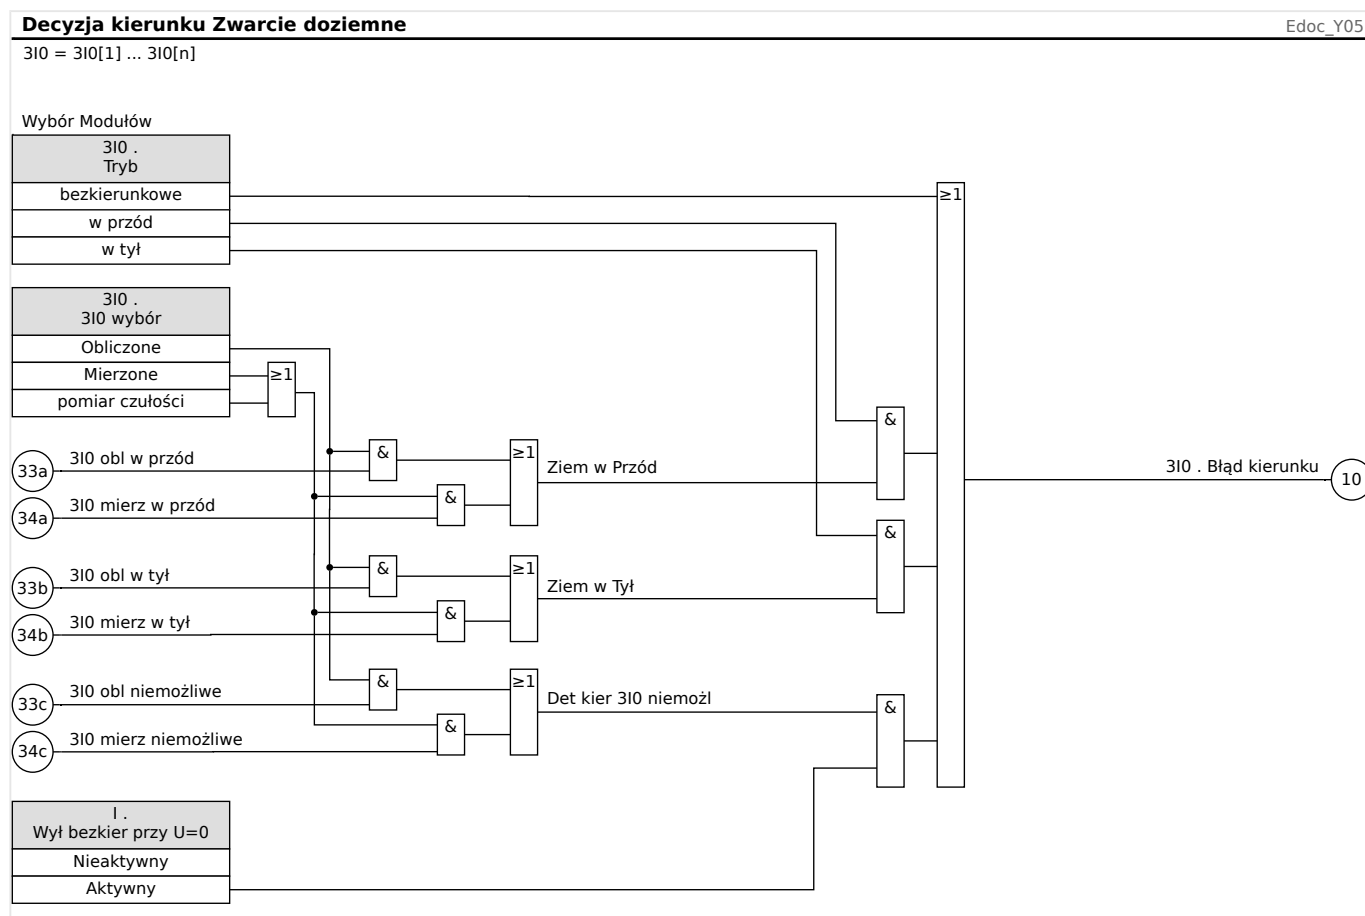 Decyzja kierunku Zwarcie doziemne
Edoc_Y05
3I0 = 3I0[1] ... 3I0[n]
Wybór Modułów
3I0 .
Tryb
bezkierunkowe
w przód
w tył
≥1
3I0 .
3I0 wybór
Obliczone
Mierzone
pomiar czułości
≥1
33a
3I0 obl w przód
&
34a
3I0 mierz w przód
&
≥1
Ziem w Przód
&
33b
3I0 obl w tył
&
34b
3I0 mierz w tył
&
≥1
Ziem w Tył
&
33c
3I0 obl niemożliwe
&
34c
3I0 mierz niemożliwe
&
≥1
Det kier 3I0 niemożl
&
3I0 . Błąd kierunku
10
I .
Wył bezkier przy U=0
Nieaktywny
Aktywny